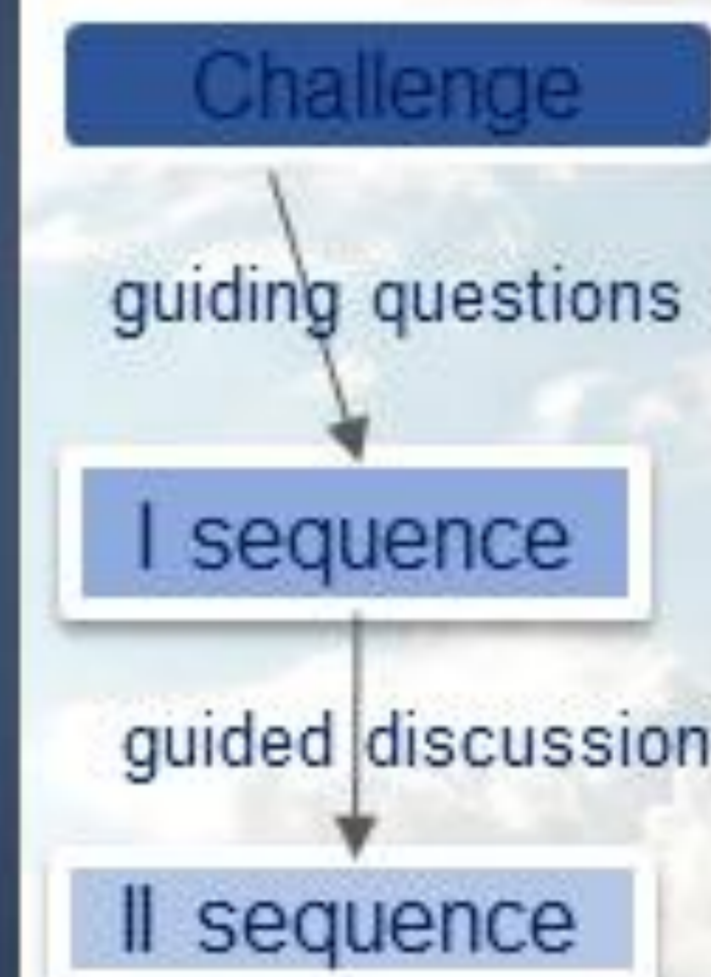 Challenge
guiding questions
I sequence
guided discussion
II sequence